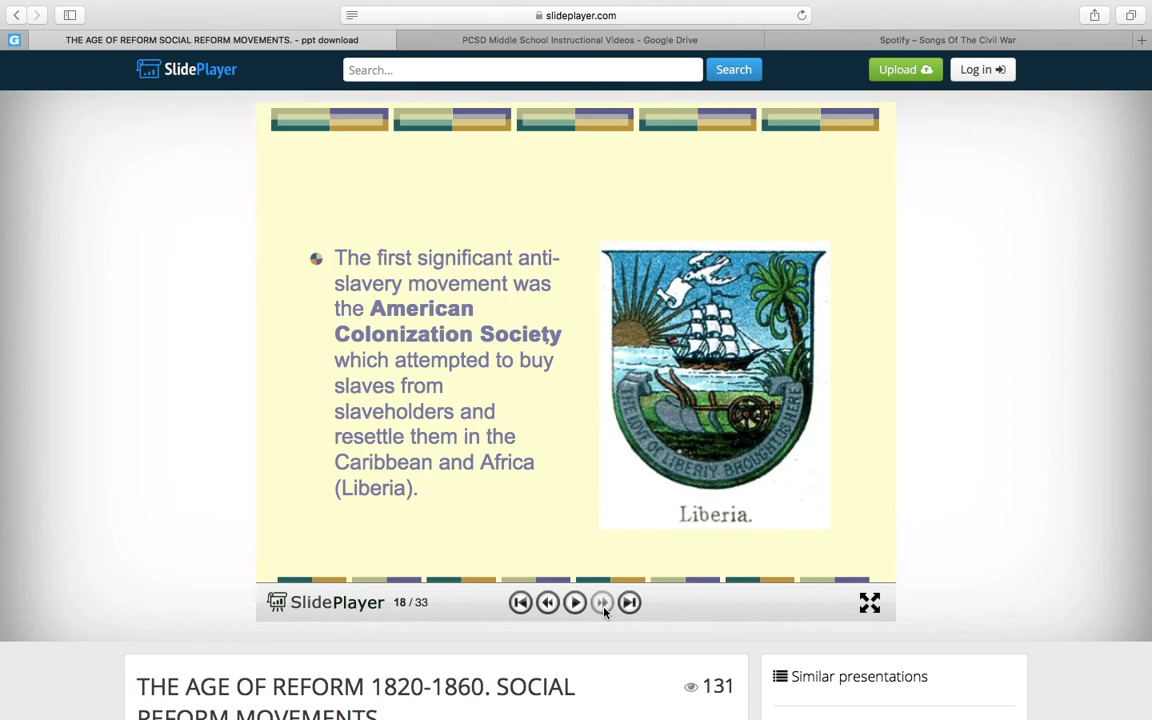 slideplayer.com
THE AGE OF REFORM SOCIAL REFORM MOVEMENTS. - ppt download
PCSD Middle School Instructional Videos - Google Drive
Spotify – Songs Of The Civil War
SlidePlayer
Search...
Search
Upload
Log in
The first significant anti-
slavery movement was
the American
Colonization Society,
which attempted to buy
slaves from
slaveholders and
resettle them in the
Caribbean and Africa
(Liberia).
THE LOVE OF LIBERTY BROUGHT US HERE
Liberia.
SlidePlayer
18 / 33
THE AGE OF REFORM 1820-1860. SOCIAL
REFORM MOVEMENTS
131
Similar presentations